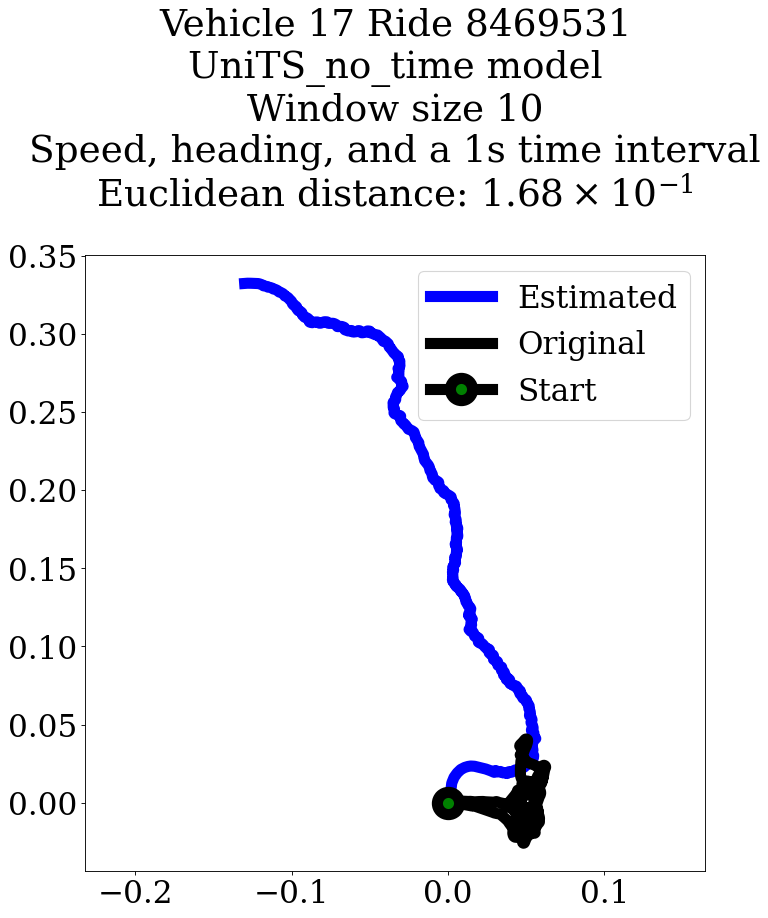 Vehicle 17 Ride 8469531
UniTS_no_time model
Window size 10
Speed, heading, and a 1s time interval
Euclidean distance: 1.68 × 10⁻¹
0.35
0.30
0.25
0.20
0.15
0.10
0.05
0.00
Estimated
Original
Start
−0.2 −0.1 0.0 0.1